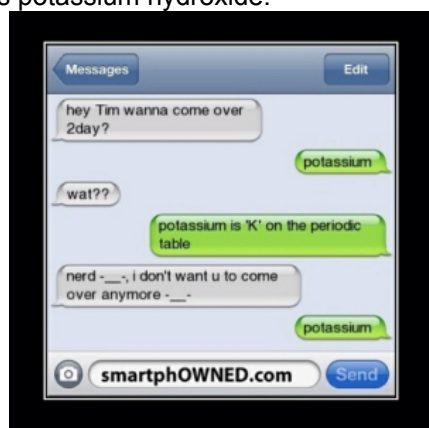 s potassium hydroxide.
Messages
Edit
hey Tim wanna come over
2day?
potassium
wat??
potassium is 'K' on the periodic
table
nerd -__-, i don't want u to come
over anymore -__-
potassium
smartphOWNED.com
Send